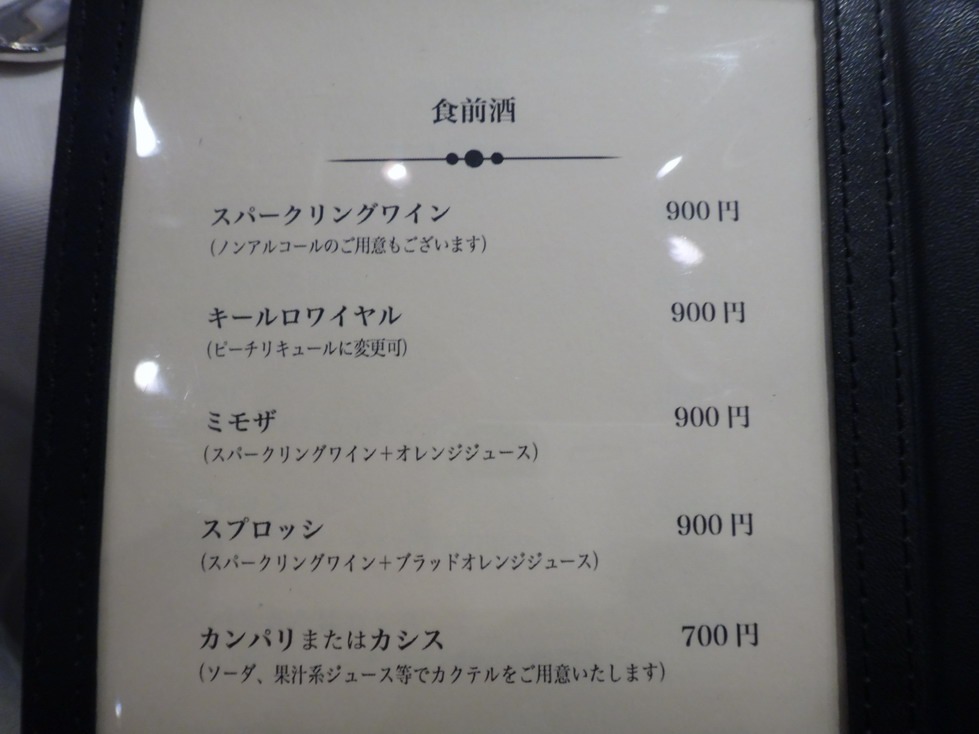 食前酒
スパークリングワイン 900円
(ノンアルコールのご用意もございます)
キールロワイヤル 900円
(ピーチリキュールに変更可)
ミモザ 900円
(スパークリングワイン+オレンジジュース)
スプロッシ 900円
(スパークリングワイン+ブラッドオレンジジュース)
カンパリまたはカシス 700円
(ソーダ、果汁系ジュース等でカクテルをご用意いたします)